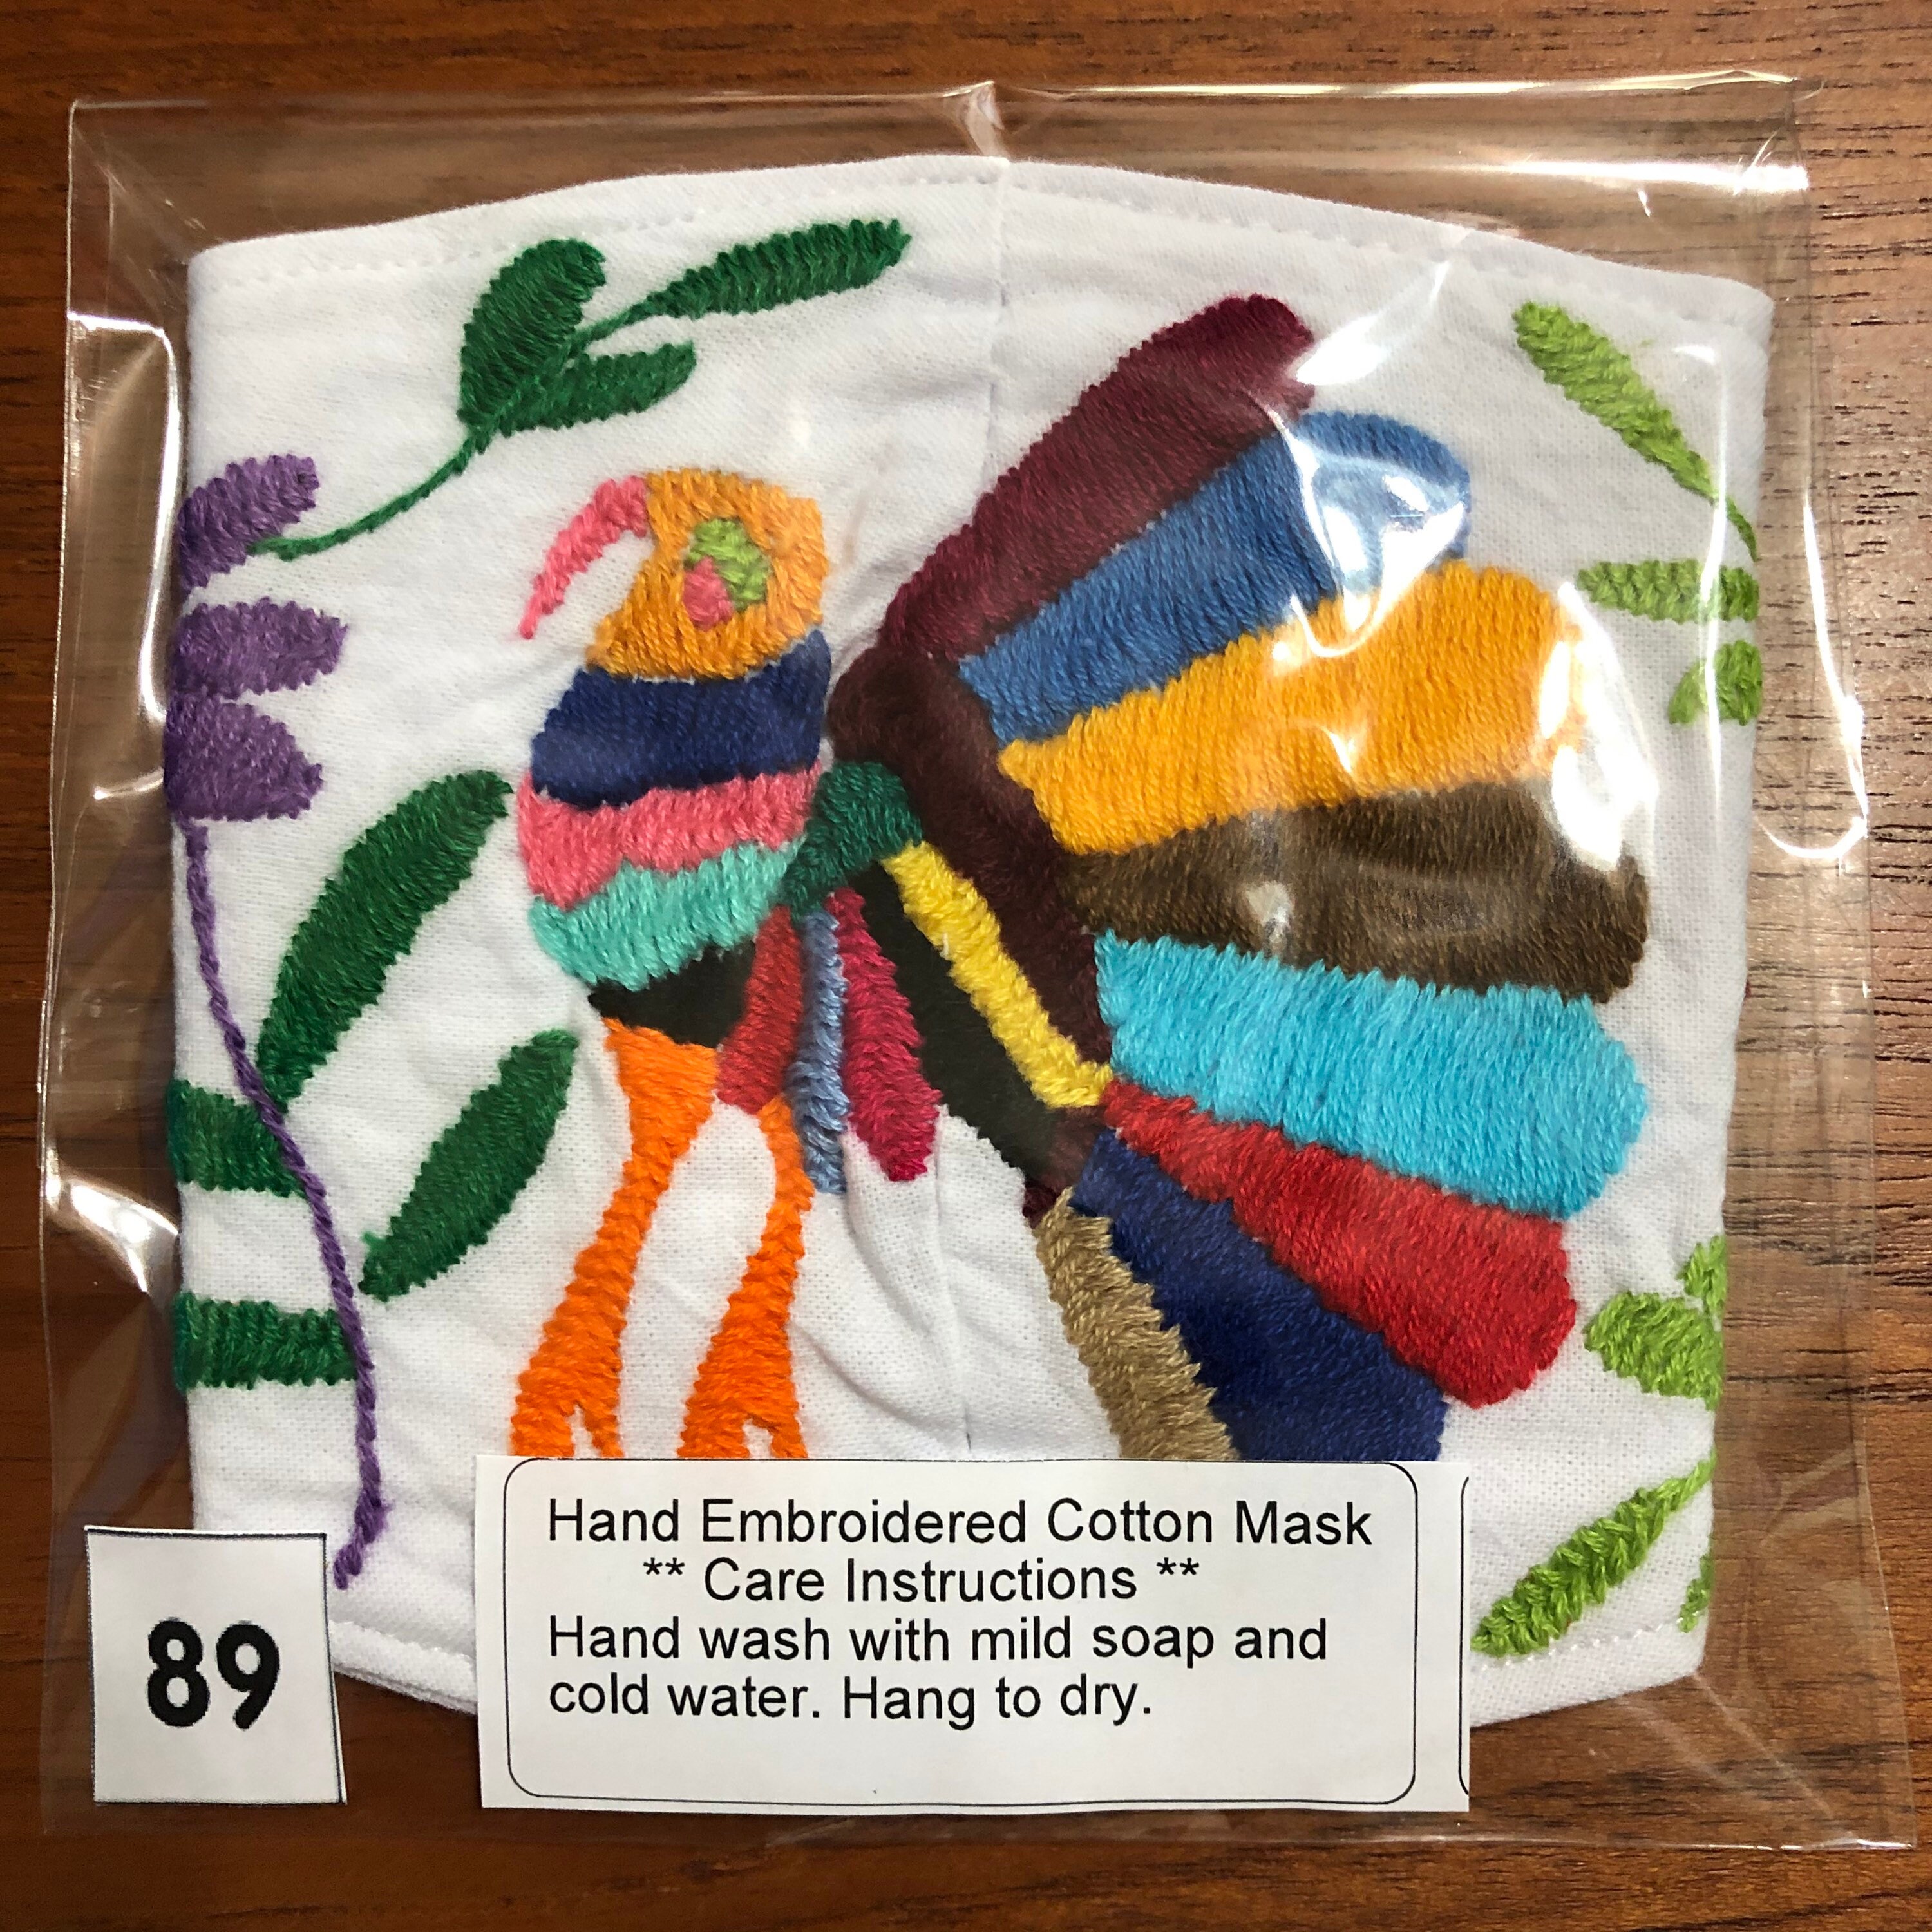 Hand Embroidered Cotton Mask
** Care Instructions **
Hand wash with mild soap and
cold water. Hang to dry.
89